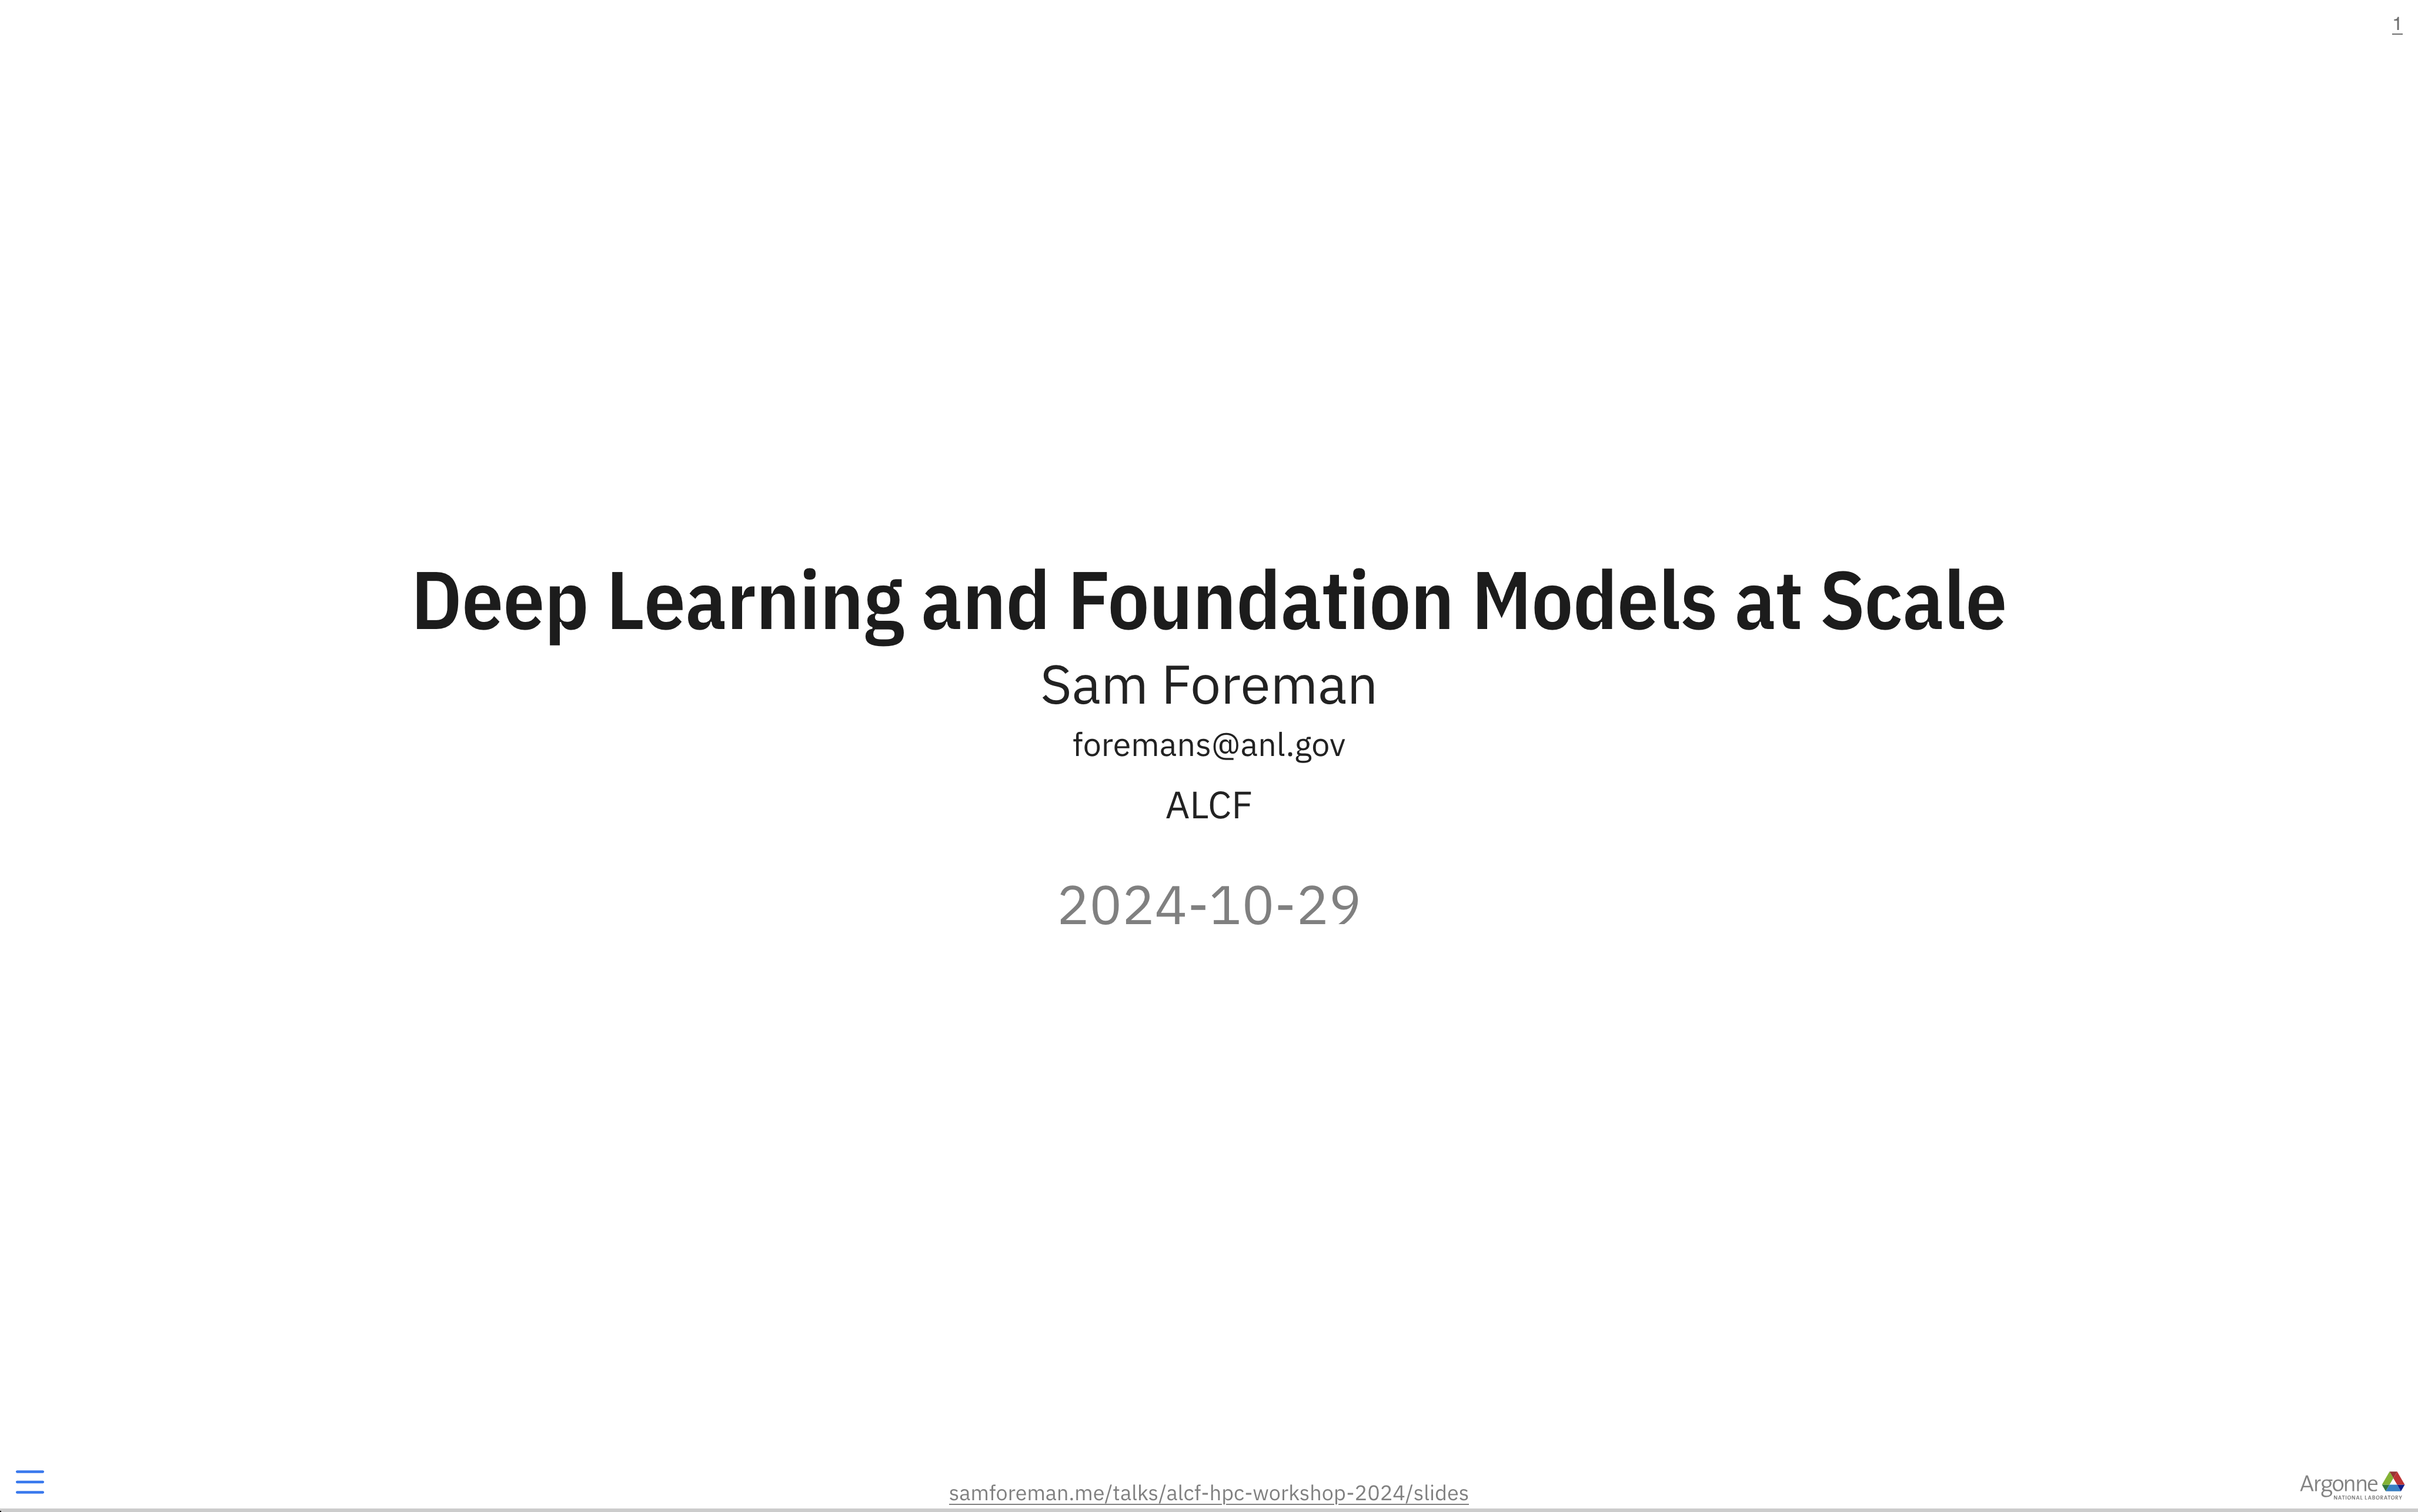 1
Deep Learning and Foundation Models at Scale
Sam Foreman
foremans@anl.gov
ALCF
2024-10-29
samforeman.me/talks/alcf-hpc-workshop-2024/slides
Argonne
NATIONAL LABORATORY